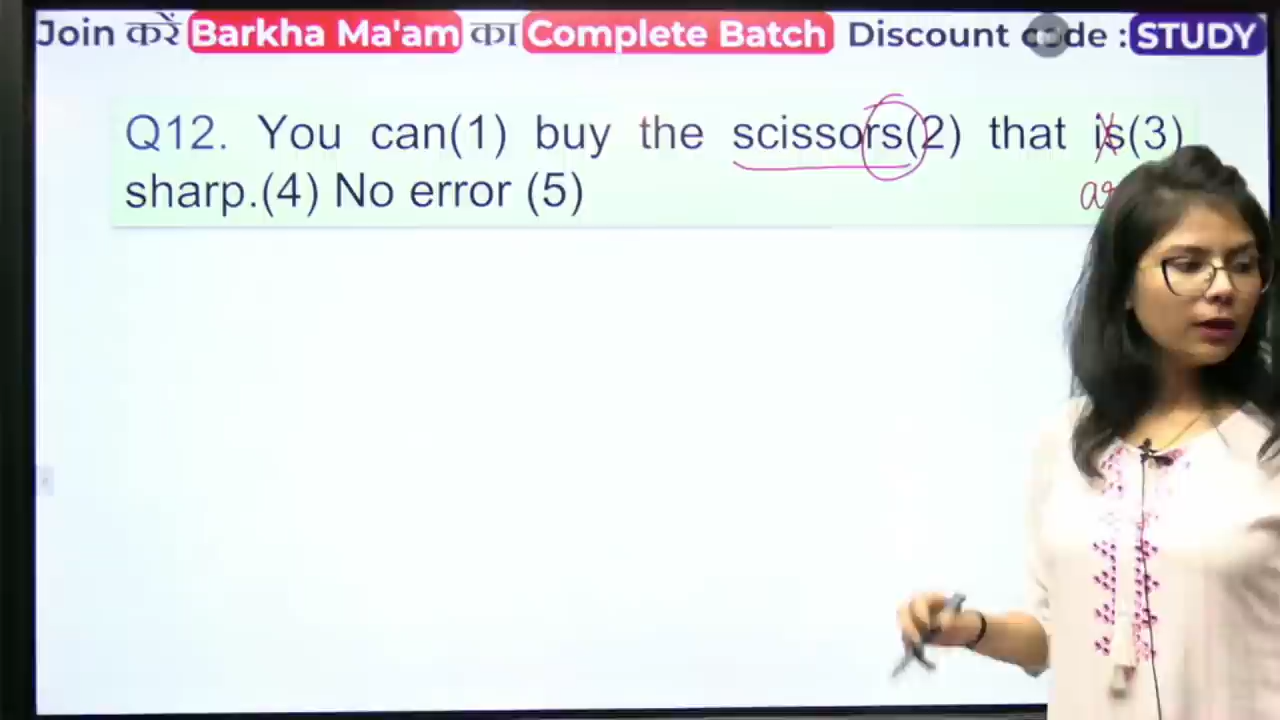 Join करें Barkha Ma'am का Complete Batch Discount code : STUDY
Q12. You can(1) buy the scissors(2) that is(3)
sharp.(4) No error (5)